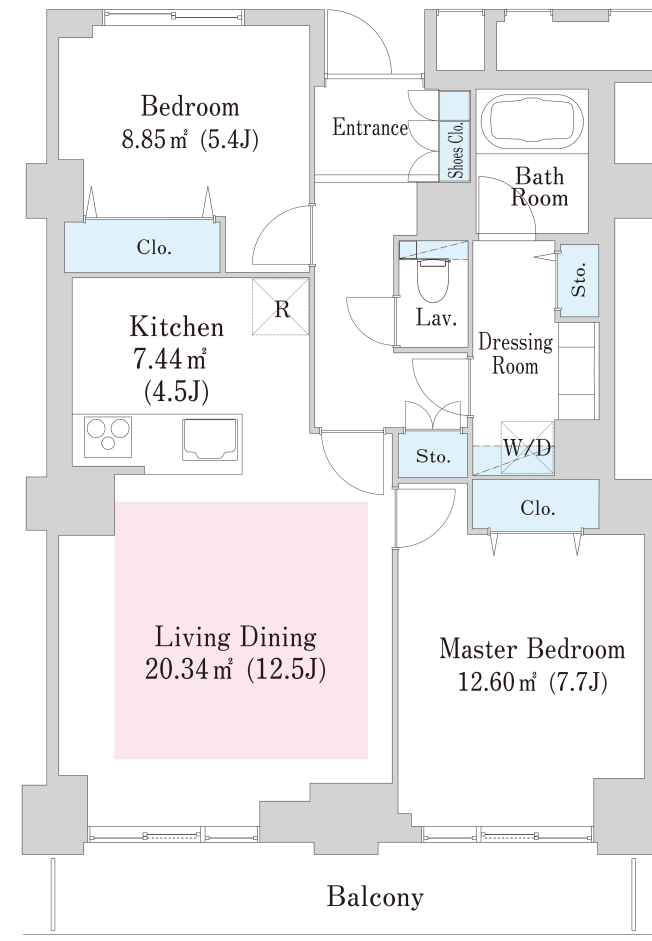 Bedroom
8.85㎡ (5.4J)
Entrance
Shoes Clo.
Bath
Room
Clo.
Sto.
R
Kitchen
7.44㎡
(4.5J)
Lav.
Dressing
Room
W/D
Sto.
Clo.
Living Dining
20.34㎡ (12.5J)
Master Bedroom
12.60㎡ (7.7J)
Balcony